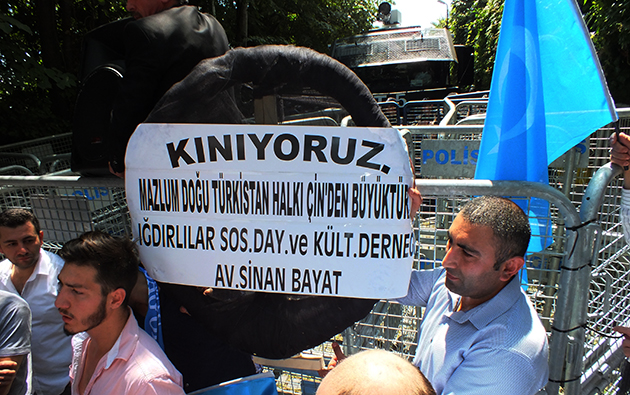 KINIYORUZ.
MAZLUM DOĞU TÜRKİSTAN HALKI ÇİN'DEN BÜYÜKTÜR
IĞDIRLILAR SOS.DAY.ve KÜLT.DERNEĞ
AV.SİNAN BAYAT
POLİS